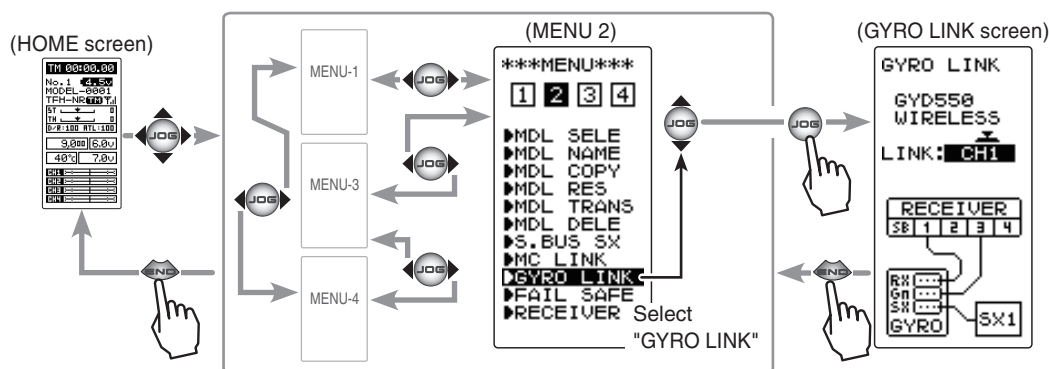 (HOME screen)
TM 00:00.00
No.1 4.5v
MODEL-0001
TFH-NR TM
ST 0
TH 0
D/R:100 ATL:100
6.0v
40℃ 7.0v
CH1
CH2
CH3
CH4
JOG
END
MENU-1
MENU-3
MENU-4
JOG
JOG
JOG
JOG
(MENU 2)
***MENU***
1 2 3 4
MDL SELE
MDL NAME
MDL COPY
MDL RES
MDL TRANS
MDL DELE
S.BUS SX
MC LINK
GYRO LINK
FAIL SAFE
RECEIVER
Select
"GYRO LINK"
JOG
JOG
END
(GYRO LINK screen)
GYRO LINK
GYD550
WIRELESS
LINK: CH1
RECEIVER
SB 1 2 3 4
Rx
Gn
Sx
GYRO
SX1